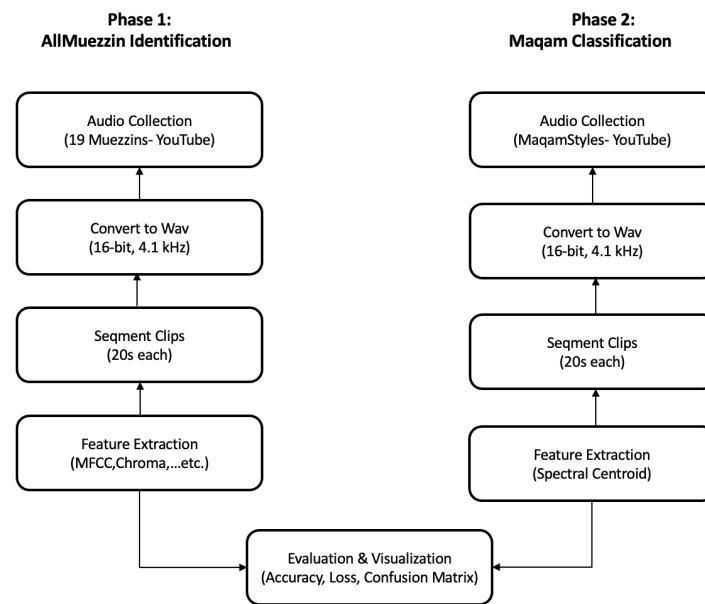 Phase 1:
AllMuezzin Identification
Audio Collection
(19 Muezzins- YouTube)
Convert to Wav
(16-bit, 4.1 kHz)
Seqment Clips
(20s each)
Feature Extraction
(MFCC,Chroma,...etc.)
Phase 2:
Maqam Classification
Audio Collection
(MaqamStyles- YouTube)
Convert to Wav
(16-bit, 4.1 kHz)
Seqment Clips
(20s each)
Feature Extraction
(Spectral Centroid)
Evaluation & Visualization
(Accuracy, Loss, Confusion Matrix)